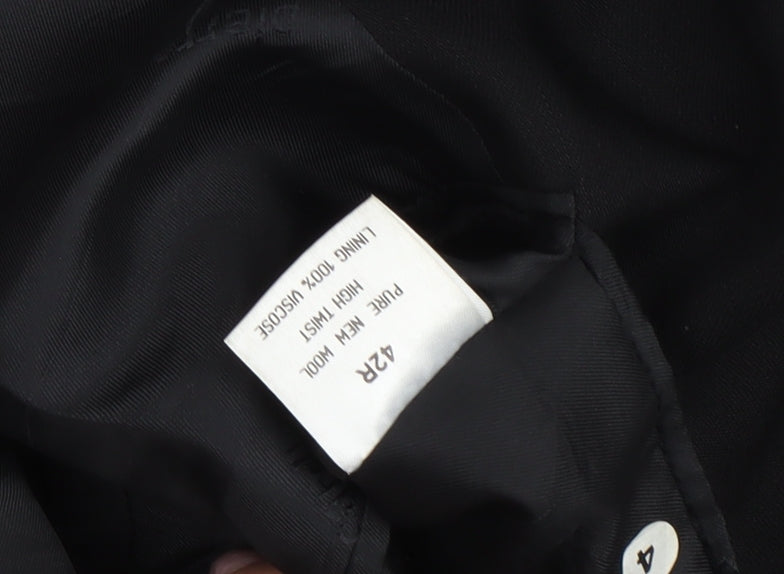 42R
PURE NEW WOOL
HIGH TWIST
LINING 100% VISCOSE
4